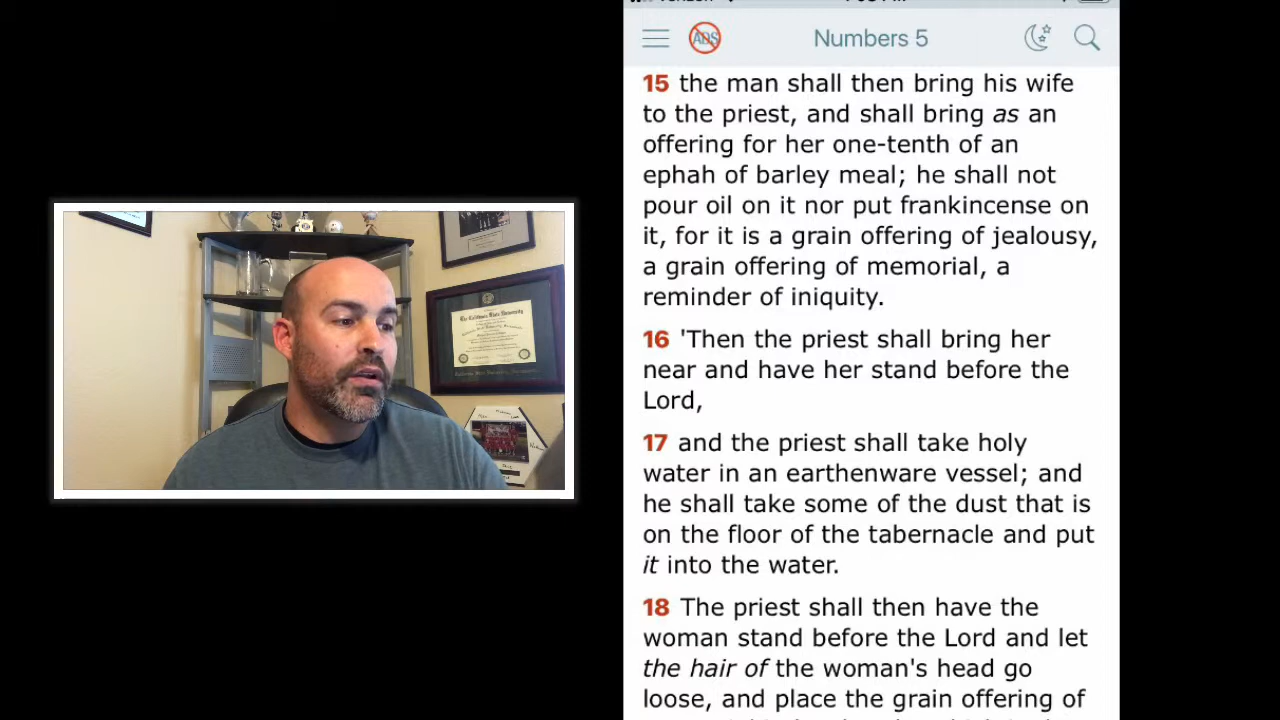 ADS
Numbers 5
15 the man shall then bring his wife
to the priest, and shall bring as an
offering for her one-tenth of an
ephah of barley meal; he shall not
pour oil on it nor put frankincense on
it, for it is a grain offering of jealousy,
a grain offering of memorial, a
reminder of iniquity.
16 'Then the priest shall bring her
near and have her stand before the
Lord,
17 and the priest shall take holy
water in an earthenware vessel; and
he shall take some of the dust that is
on the floor of the tabernacle and put
it into the water.
18 The priest shall then have the
woman stand before the Lord and let
the hair of the woman's head go
loose, and place the grain offering of
The California State University